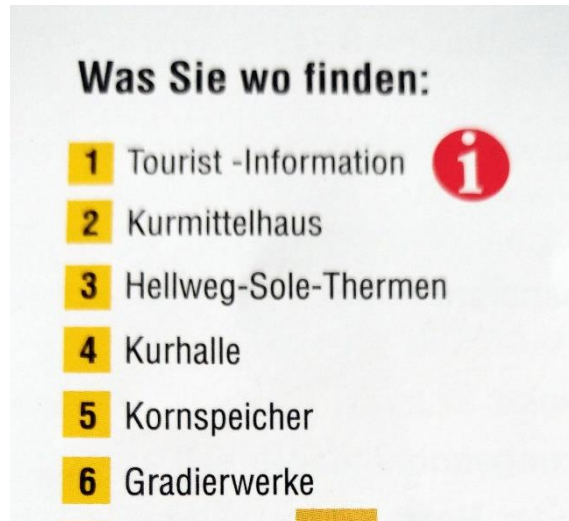 Was Sie wo finden:
1 Tourist -Information i
2 Kurmittelhaus
3 Hellweg-Sole-Thermen
4 Kurhalle
5 Kornspeicher
6 Gradierwerke